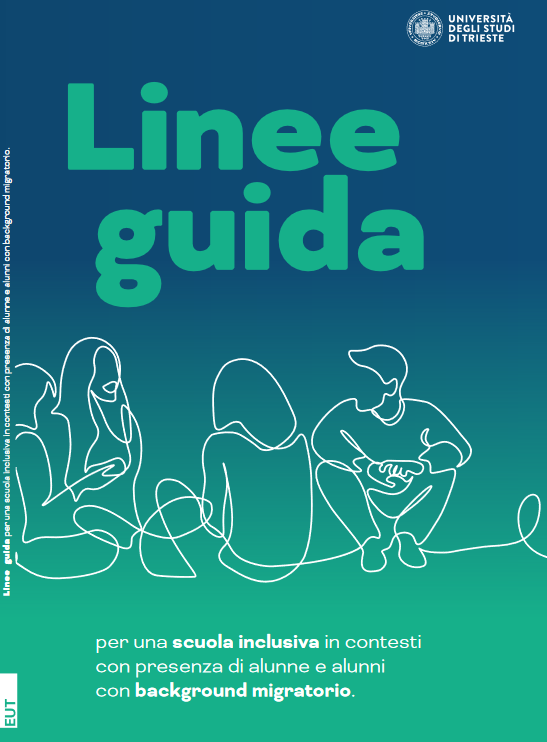 UNIVERSITÀ
DEGLI STUDI
DI TRIESTE
Linee
guida
per una scuola inclusiva in contesti
con presenza di alunne e alunni
con background migratorio.
Linee guida per una scuola inclusiva in contesti con presenza di alunne e alunni con background migratorio.
EUT